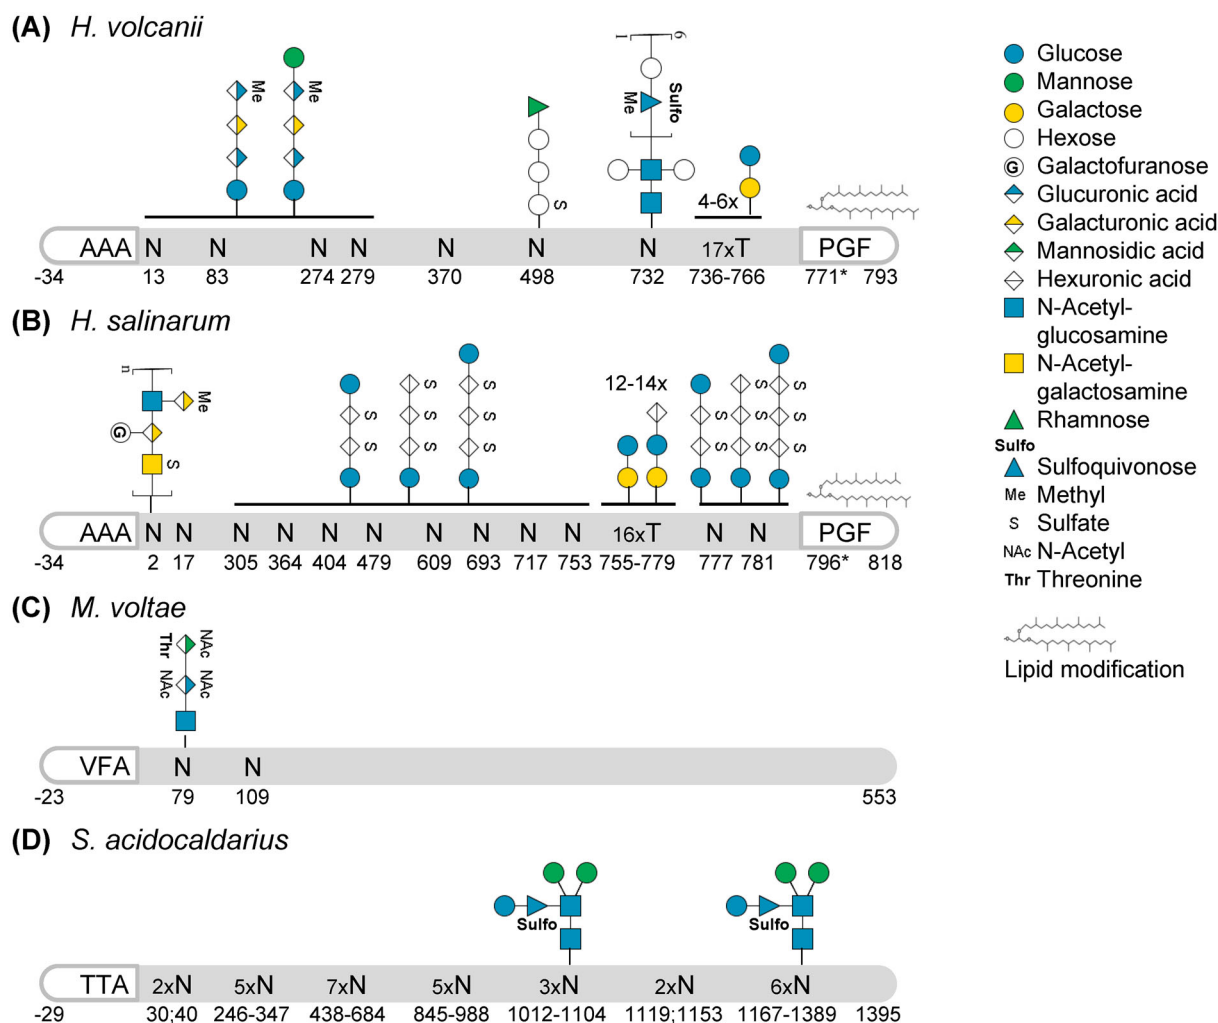 (A) H. volcanii
Me
Me
S
1
6
Me
Sulfo
4-6x
AAA N N N N N N N 17xT PGF
-34 13 83 274 279 370 498 732 736-766 771* 793
(B) H. salinarum
n
Me
G
S
S
S
S
S
S
S
S
S
12-14x
S
S
S
S
S
S
S
S
AAA N N N N N N N N N N 16xT N N PGF
-34 2 17 305 364 404 479 609 693 717 753 755-779 777 781 796* 818
(C) M. voltae
Thr NAc
NAc NAc
VFA N N
-23 79 109 553
(D) S. acidocaldarius
Sulfo
Sulfo
TTA 2xN 5xN 7xN 5xN 3xN 2xN 6xN
-29 30;40 246-347 438-684 845-988 1012-1104 1119;1153 1167-1389 1395
Glucose
Mannose
Galactose
Hexose
G Galactofuranose
Glucuronic acid
Galacturonic acid
Mannosidic acid
Hexuronic acid
N-Acetyl-
glucosamine
N-Acetyl-
galactosamine
Rhamnose
Sulfo
Sulfoquivonose
Me Methyl
S Sulfate
NAc N-Acetyl
Thr Threonine
Lipid modification